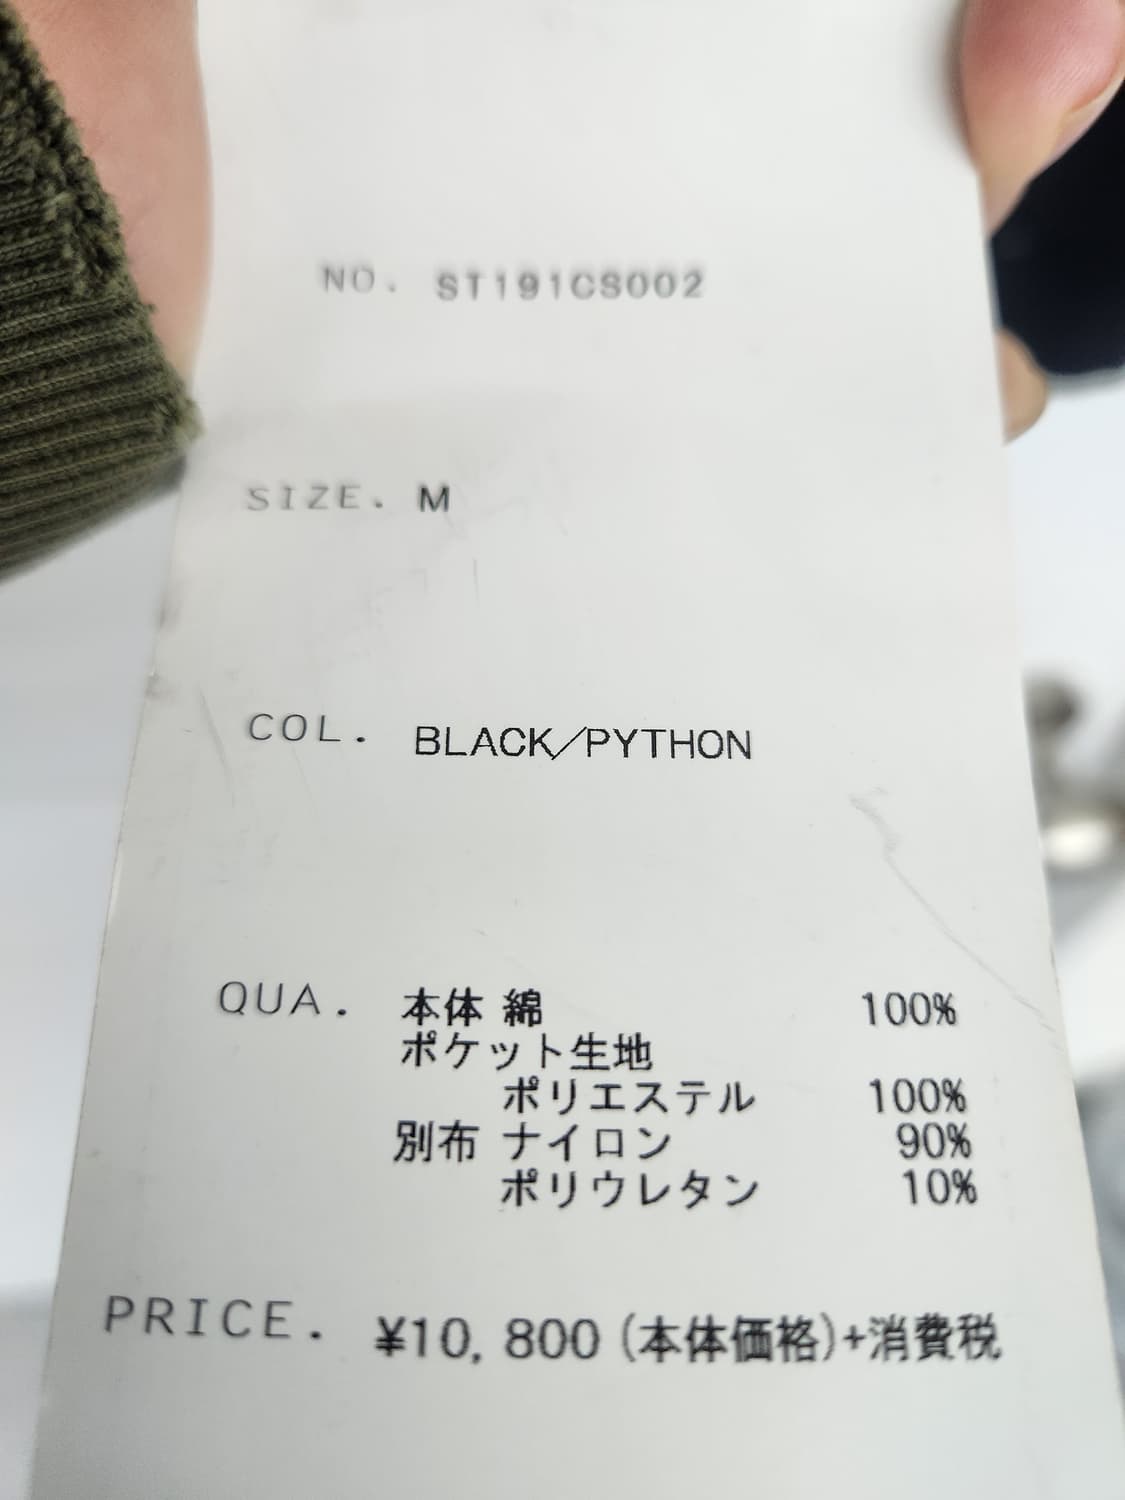 NO. ST191CS002
SIZE. M
COL. BLACK/PYTHON
QUA. 本体 綿 100%
ポケット生地
ポリエステル 100%
別布 ナイロン 90%
ポリウレタン 10%
PRICE. ¥10,800(本体価格)+消費税